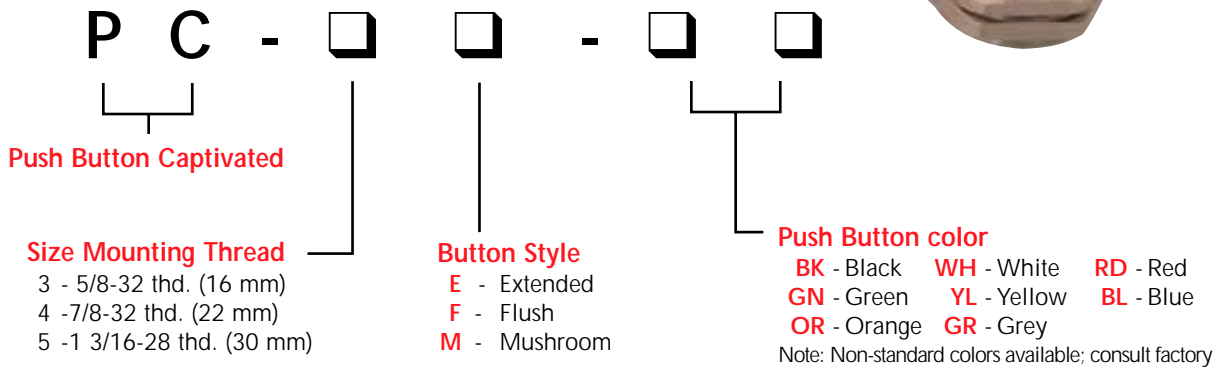 P C - ❑ ❑ - ❑ ❑
Push Button Captivated
Size Mounting Thread
3 - 5/8-32 thd. (16 mm)
4 -7/8-32 thd. (22 mm)
5 -1 3/16-28 thd. (30 mm)
Button Style
E - Extended
F - Flush
M - Mushroom
Push Button color
BK - Black WH - White RD - Red
GN - Green YL - Yellow BL - Blue
OR - Orange GR - Grey
Note: Non-standard colors available; consult factory